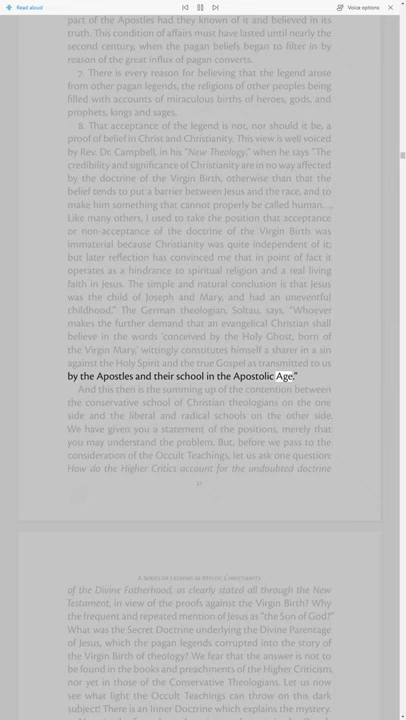 Read aloud
Voice options
part of the Apostles had they known of it and believed in its
truth. This condition of affairs must have lasted until nearly the
second century, when the pagan beliefs began to filter in by
reason of the great influx of pagan converts.
7. There is every reason for believing that the legend arose
from other pagan legends, the religions of other peoples being
filled with accounts of miraculous births of heroes, gods, and
prophets, kings and sages.
8. That acceptance of the legend is not, nor should it be, a
proof of belief in Christ and Christianity. This view is well voiced
by Rev. Dr. Campbell, in his "New Theology," when he says "The
credibility and significance of Christianity are in no way affected
by the doctrine of the Virgin Birth, otherwise than that the
belief tends to put a barrier between Jesus and the race, and to
make him something that cannot properly be called human....
Like many others, I used to take the position that acceptance
or non-acceptance of the doctrine of the Virgin Birth was
immaterial because Christianity was quite independent of it;
but later reflection has convinced me that in point of fact it
operates as a hindrance to spiritual religion and a real living
faith in Jesus. The simple and natural conclusion is that Jesus
was the child of Joseph and Mary, and had an uneventful
childhood." The German theologian, Soltau, says, "Whoever
makes the further demand that an evangelical Christian shall
believe in the words 'conceived by the Holy Ghost, born of
the Virgin Mary,' wittingly constitutes himself a sharer in a sin
against the Holy Spirit and the true Gospel as transmitted to us
by the Apostles and their school in the Apostolic Age."
And this then is the summing up of the contention between
the conservative school of Christian theologians on the one
side and the liberal and radical schools on the other side.
We have given you a statement of the positions, merely that
you may understand the problem. But, before we pass to the
consideration of the Occult Teachings, let us ask one question:
How do the Higher Critics account for the undoubted doctrine
37
A Series of Lessons in Mystic Christianity
of the Divine Fatherhood, as clearly stated all through the New
Testament, in view of the proofs against the Virgin Birth? Why
the frequent and repeated mention of Jesus as "the Son of God?"
What was the Secret Doctrine underlying the Divine Parentage
of Jesus, which the pagan legends corrupted into the story of
the Virgin Birth of theology? We fear that the answer is not to
be found in the books and preachments of the Higher Criticism,
nor yet in those of the Conservative Theologians. Let us now
see what light the Occult Teachings can throw on this dark
subject! There is an Inner Doctrine which explains the mystery.